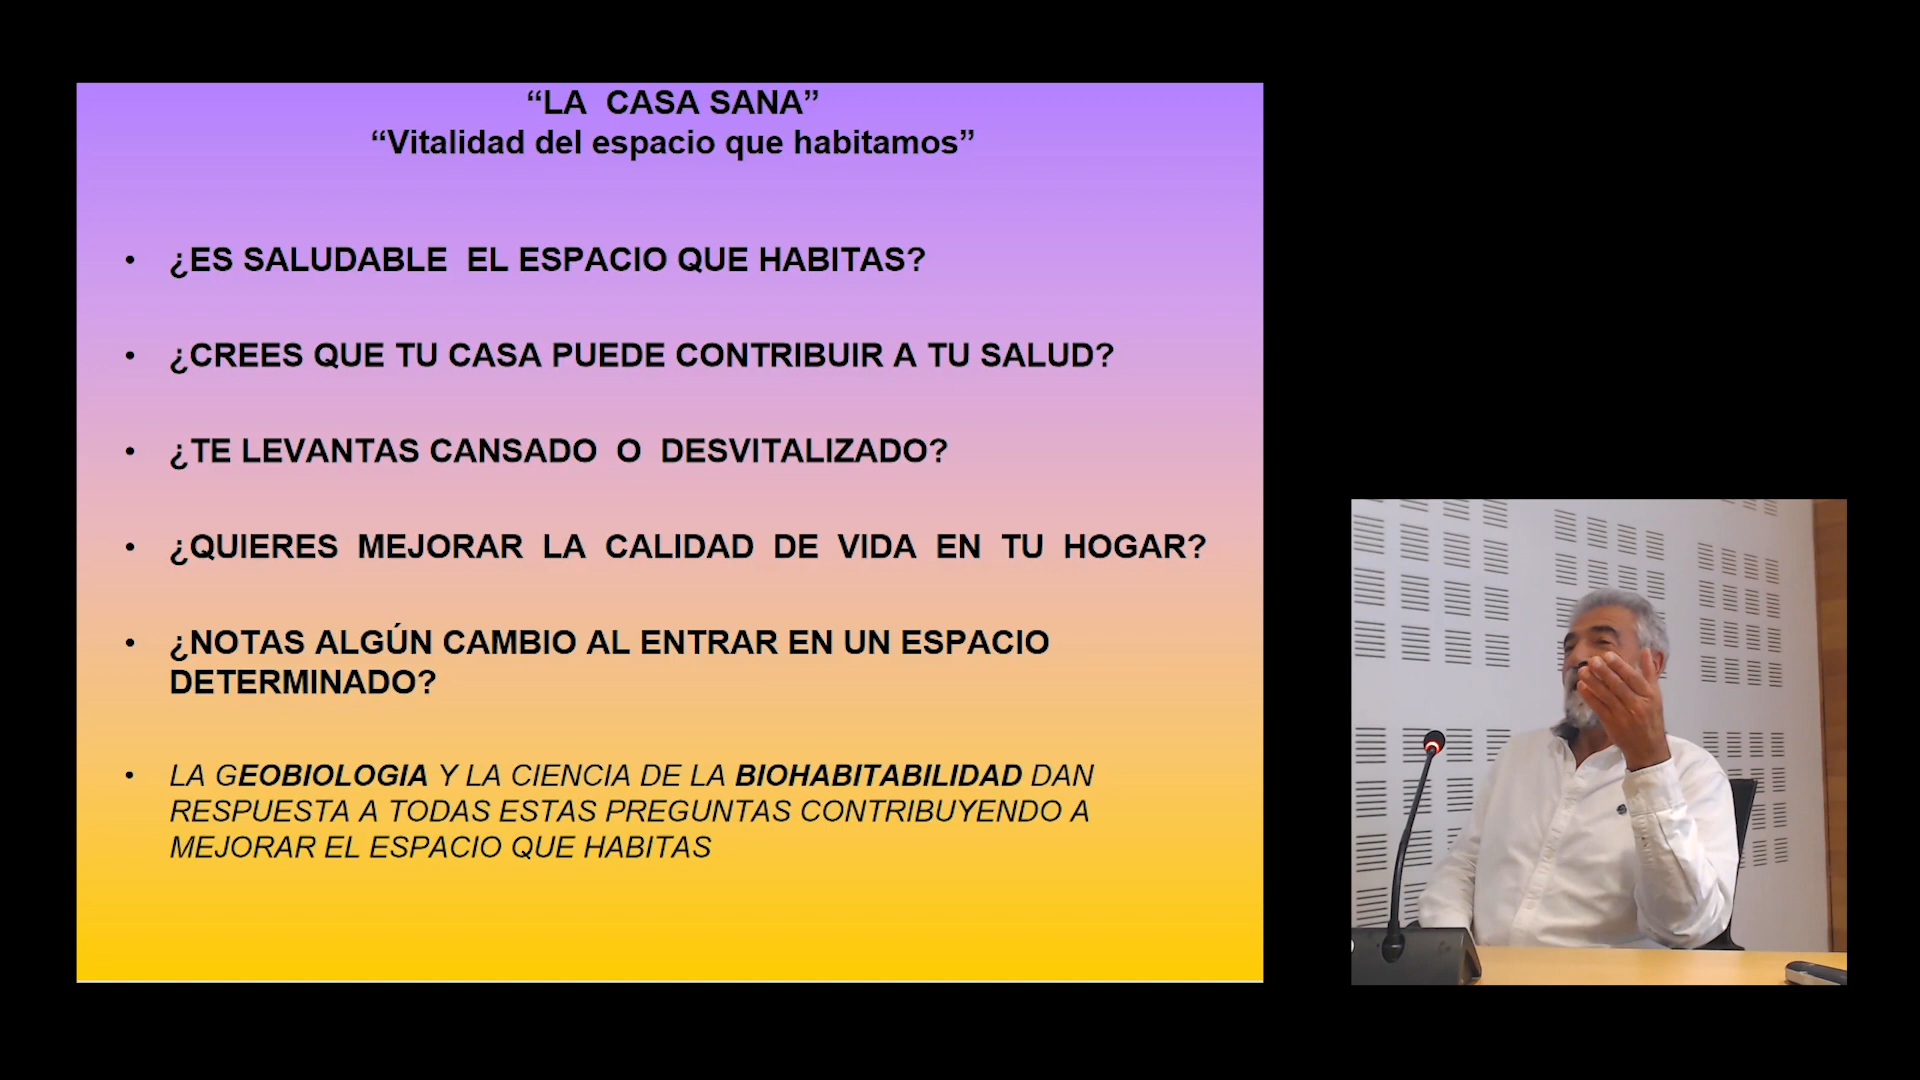 “LA CASA SANA”
“Vitalidad del espacio que habitamos”
• ¿ES SALUDABLE EL ESPACIO QUE HABITAS?
• ¿CREES QUE TU CASA PUEDE CONTRIBUIR A TU SALUD?
• ¿TE LEVANTAS CANSADO O DESVITALIZADO?
• ¿QUIERES MEJORAR LA CALIDAD DE VIDA EN TU HOGAR?
• ¿NOTAS ALGÚN CAMBIO AL ENTRAR EN UN ESPACIO
DETERMINADO?
• LA GEOBIOLOGIA Y LA CIENCIA DE LA BIOHABITABILIDAD DAN
RESPUESTA A TODAS ESTAS PREGUNTAS CONTRIBUYENDO A
MEJORAR EL ESPACIO QUE HABITAS